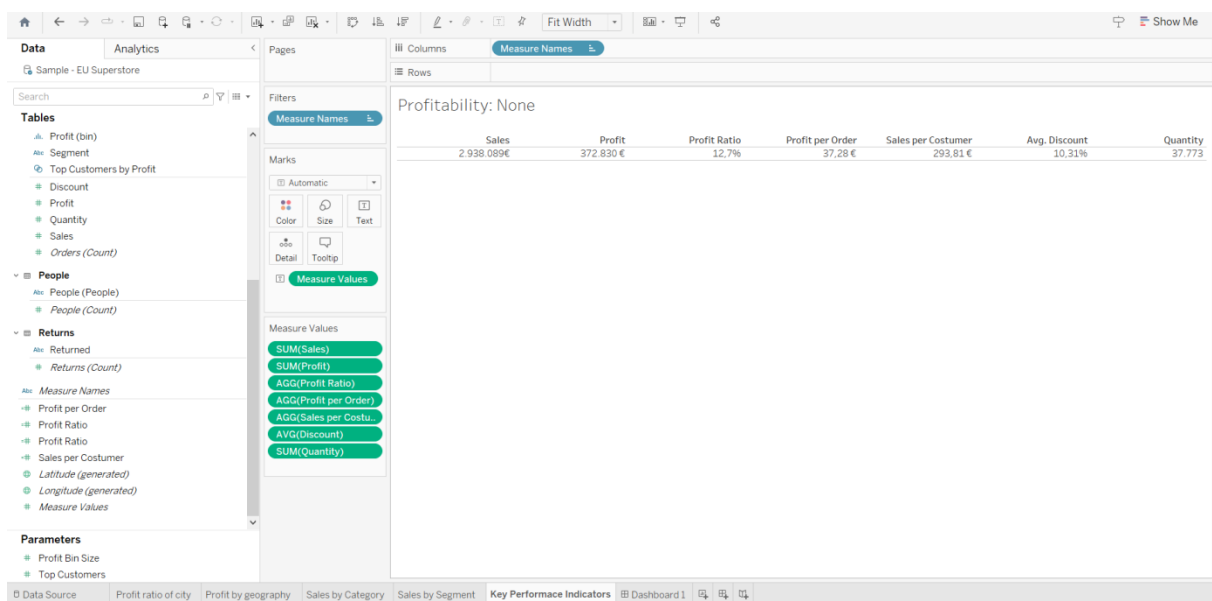 Fit Width
Show Me
Data Analytics
Sample - EU Superstore
Search
Tables
Profit (bin)
Abc Segment
Top Customers by Profit
# Discount
# Profit
# Quantity
# Sales
# Orders (Count)
People
Abc People (People)
# People (Count)
Returns
Abc Returned
# Returns (Count)
Abc Measure Names
=# Profit per Order
=# Profit Ratio
=# Profit Ratio
=# Sales per Costumer
Latitude (generated)
Longitude (generated)
# Measure Values
Parameters
# Profit Bin Size
# Top Customers
Pages
Filters
Measure Names
Marks
Automatic
Color Size Text
Detail Tooltip
Measure Values
Measure Values
SUM(Sales)
SUM(Profit)
AGG(Profit Ratio)
AGG(Profit per Order)
AGG(Sales per Costu..
AVG(Discount)
SUM(Quantity)
Columns Measure Names
Rows
Profitability: None
Sales Profit Profit Ratio Profit per Order Sales per Costumer Avg. Discount Quantity
2.938.089€ 372.830 € 12,7% 37,28 € 293,81 € 10,31% 37.773
Data Source Profit ratio of city Profit by geography Sales by Category Sales by Segment Key Performace Indicators Dashboard 1